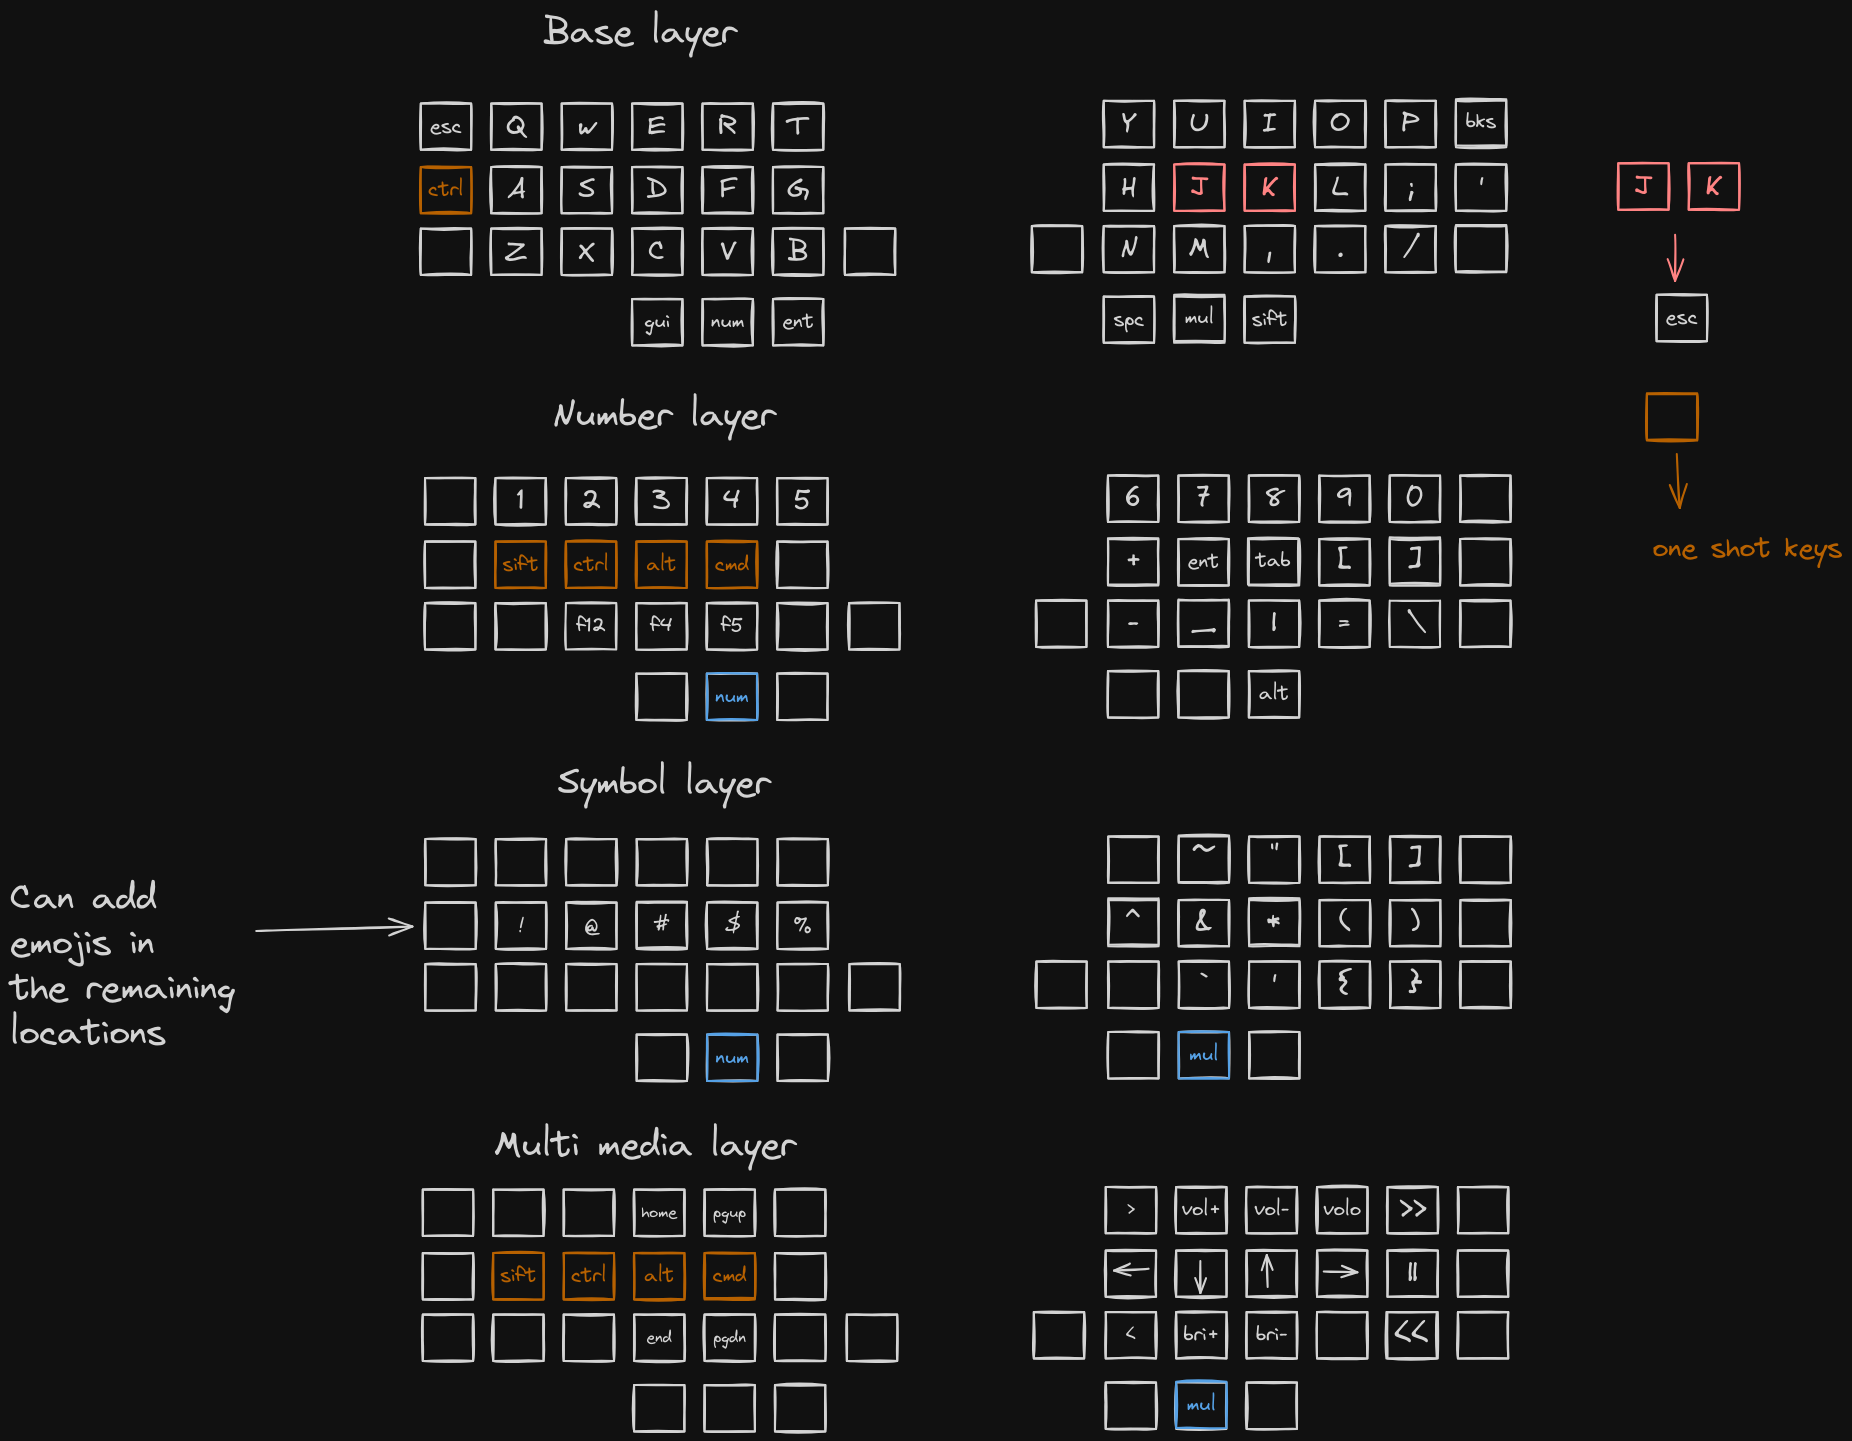 Base layer
esc Q W E R T Y U I O P bks
ctrl A S D F G H J K L ; ' J K
Z X C V B N M , . /
gui num ent spc mul sift esc
Number layer
1 2 3 4 5 6 7 8 9 0
sift ctrl alt cmd + ent tab [ ] one shot keys
f12 f4 f5 - _ | = \
num alt
Symbol layer
~ " [ ]
Can add
emojis in
the remaining
locations
! @ # $ % ^ & * ( )
` ' { }
num mul
Multi media layer
home pgup > vol+ vol- vol0 >>
sift ctrl alt cmd ← ↓ ↑ → ||
end pgdn < bri+ bri- <<
mul